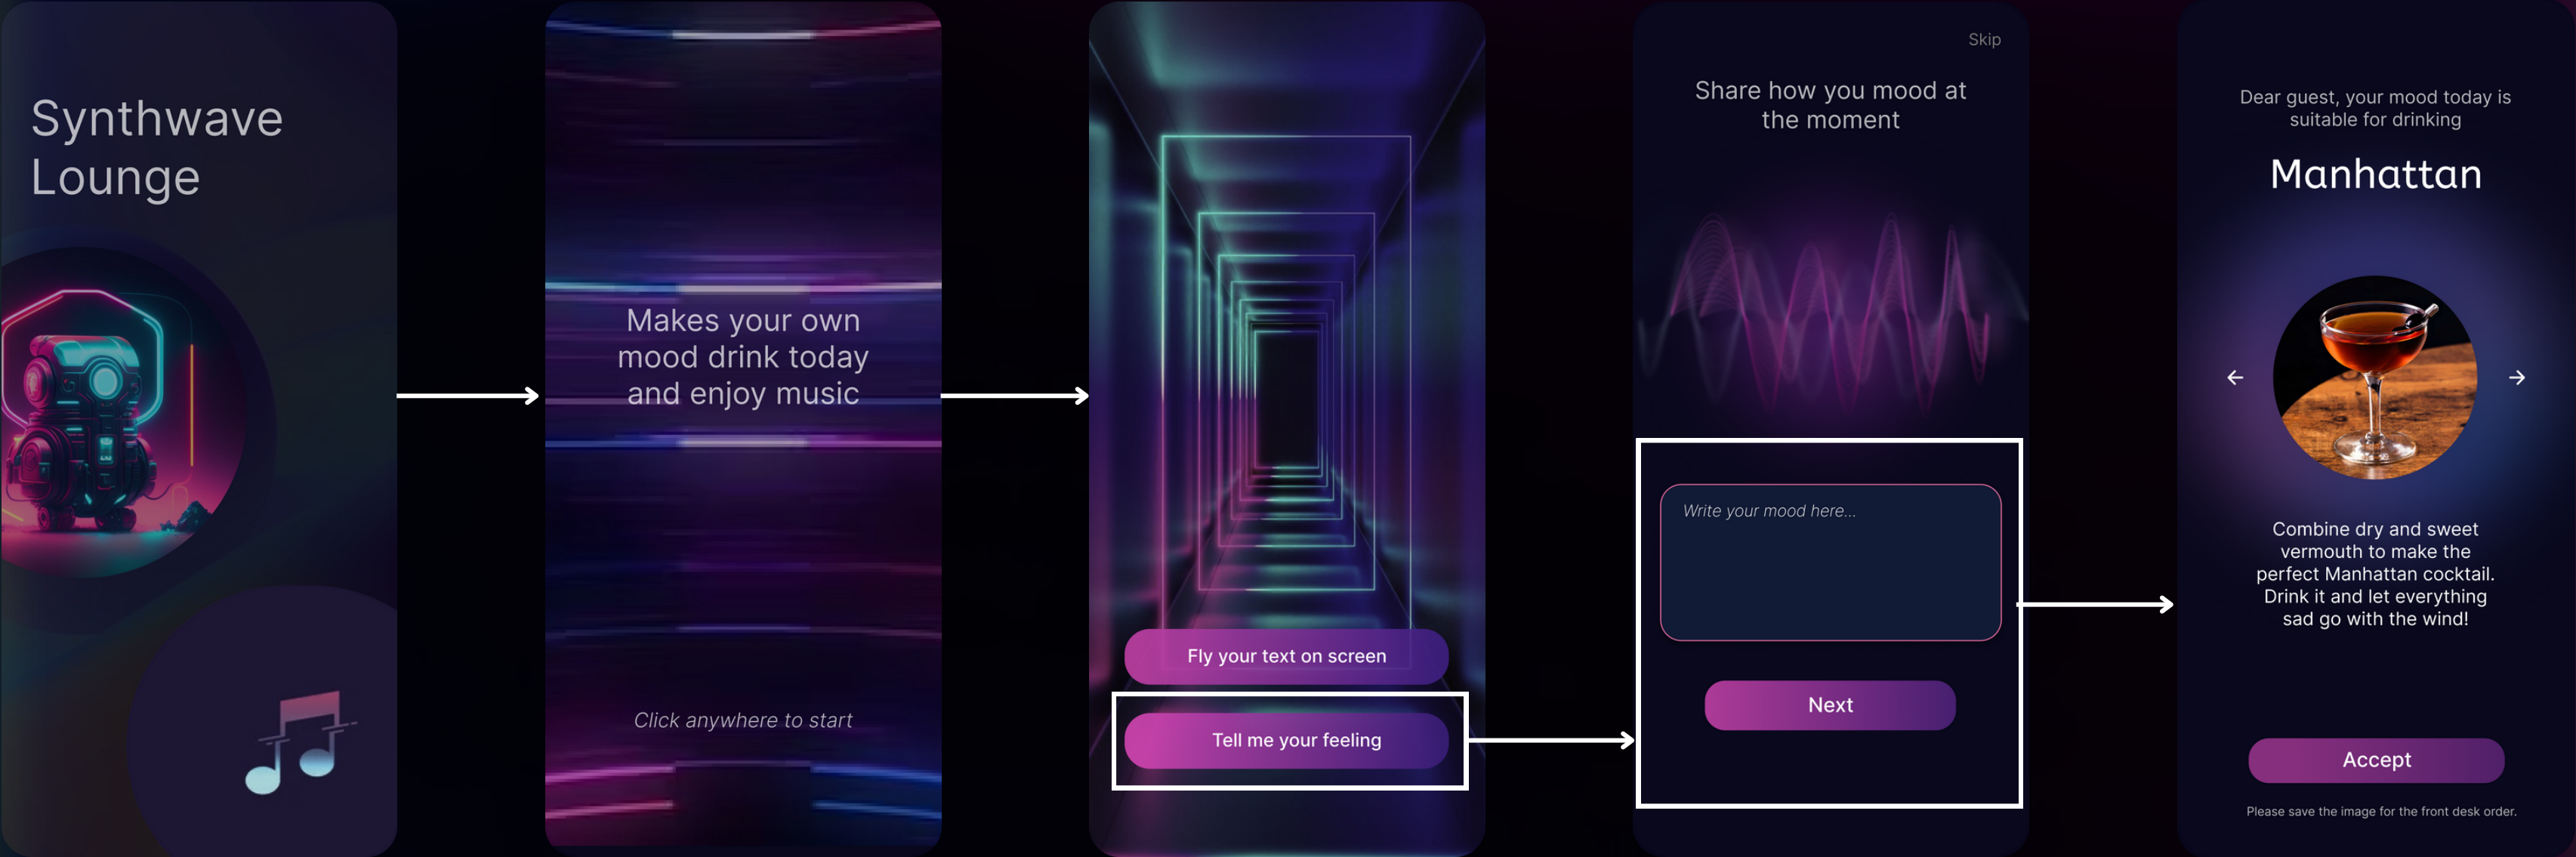 Synthwave
Lounge
Makes your own
mood drink today
and enjoy music
Click anywhere to start
Fly your text on screen
Tell me your feeling
Skip
Share how you mood at
the moment
Write your mood here...
Next
Dear guest, your mood today is
suitable for drinking
Manhattan
Combine dry and sweet
vermouth to make the
perfect Manhattan cocktail.
Drink it and let everything
sad go with the wind!
Accept
Please save the image for the front desk order.